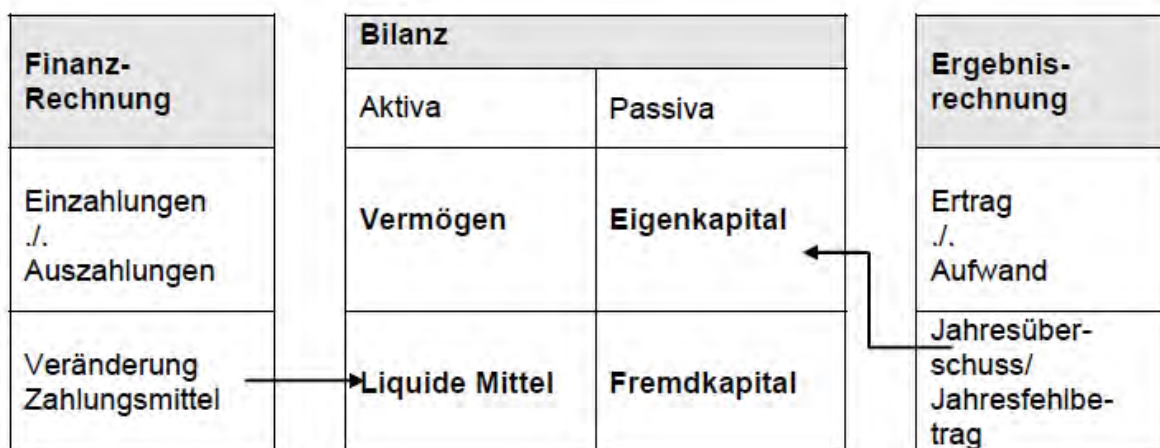 Finanz-
Rechnung
Einzahlungen
./.
Auszahlungen
Veränderung
Zahlungsmittel
Bilanz
Aktiva
Passiva
Vermögen
Eigenkapital
Liquide Mittel
Fremdkapital
Ergebnis-
rechnung
Ertrag
./.
Aufwand
Jahresüber-
schuss/
Jahresfehlbe-
trag